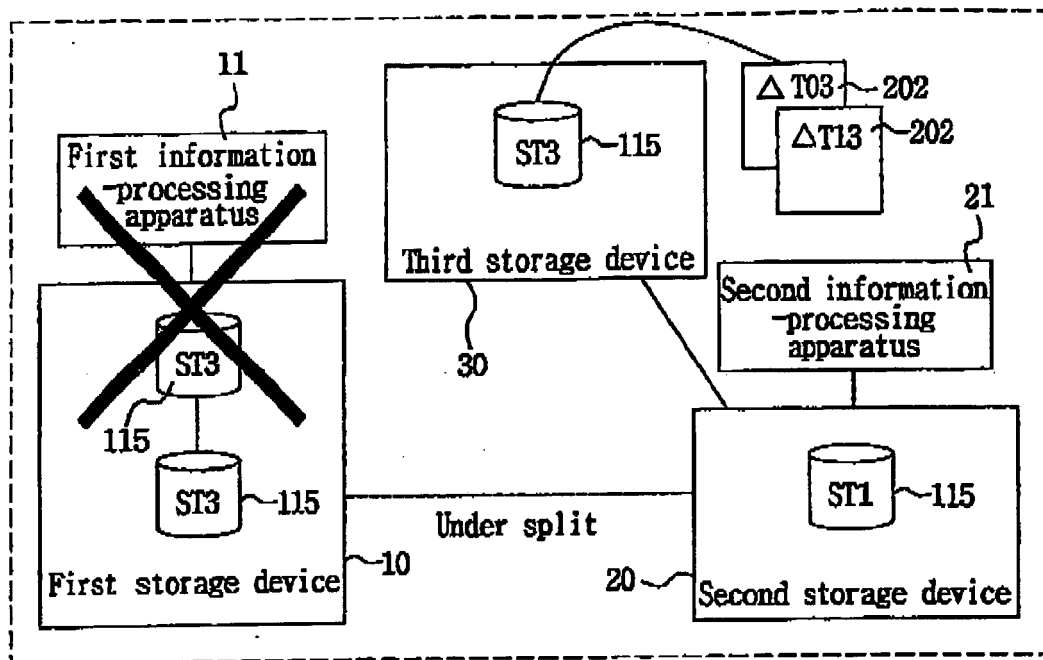 11
First information
-processing
apparatus
ST3
115
ST3
115
First storage device
10
ST3
115
Third storage device
30
△ T03
202
△T13
202
21
Second information
-processing
apparatus
Under split
ST1
115
20
Second storage device